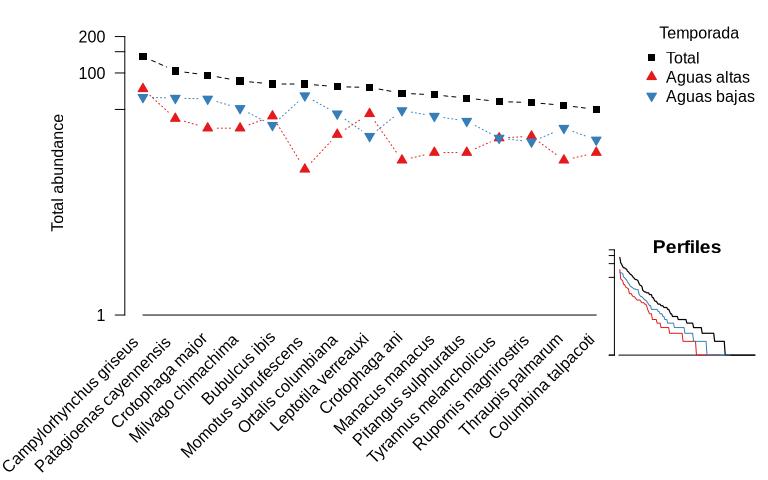 200
100
1
Total abundance
Temporada
Total
Aguas altas
Aguas bajas
Perfiles
Campylorhynchus griseus
Patagioenas cayennensis
Crotophaga major
Milvago chimachima
Bubulcus ibis
Momotus subrufescens
Ortalis columbiana
Leptotila verreauxi
Crotophaga ani
Manacus manacus
Pitangus sulphuratus
Tyrannus melancholicus
Rupornis magnirostris
Thraupis palmarum
Columbina talpacoti